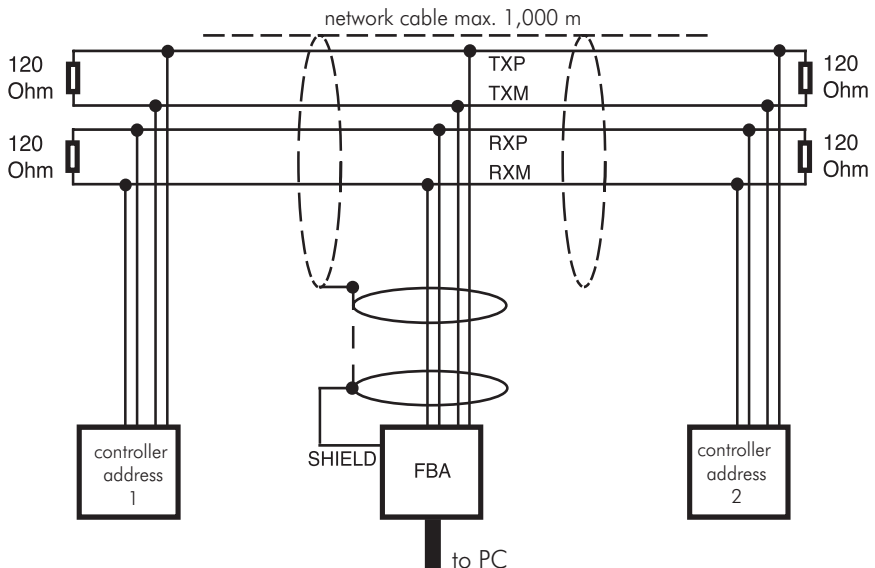 network cable max. 1,000 m
120
Ohm
TXP
TXM
120
Ohm
120
Ohm
RXP
RXM
120
Ohm
controller
address
1
SHIELD
FBA
controller
address
2
to PC